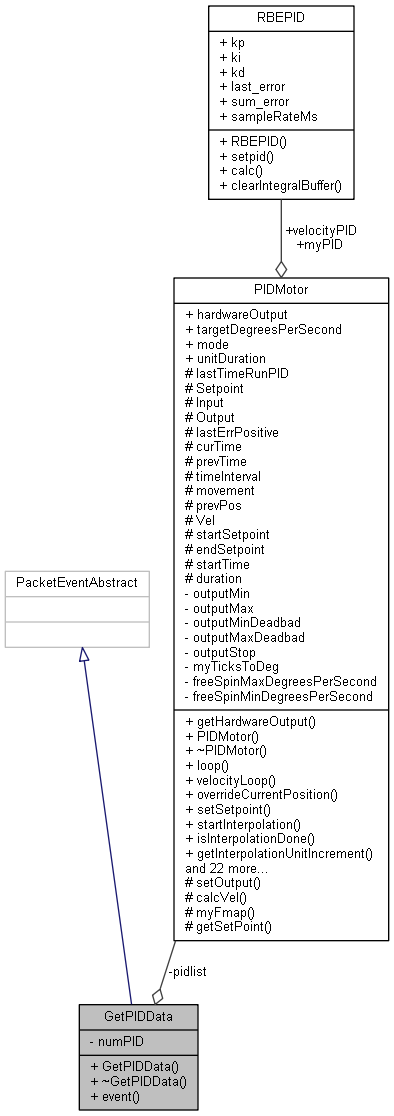 RBEPID
+ kp
+ ki
+ kd
+ last_error
+ sum_error
+ sampleRateMs
+ RBEPID()
+ setpid()
+ calc()
+ clearIntegralBuffer()
+velocityPID
+myPID
PIDMotor
+ hardwareOutput
+ targetDegreesPerSecond
+ mode
+ unitDuration
# lastTimeRunPID
# Setpoint
# Input
# Output
# lastErrPositive
# curTime
# prevTime
# timeInterval
# movement
# prevPos
# Vel
# startSetpoint
# endSetpoint
# startTime
# duration
- outputMin
- outputMax
- outputMinDeadbad
- outputMaxDeadbad
- outputStop
- myTicksToDeg
- freeSpinMaxDegreesPerSecond
- freeSpinMinDegreesPerSecond
+ getHardwareOutput()
+ PIDMotor()
+ ~PIDMotor()
+ loop()
+ velocityLoop()
+ overrideCurrentPosition()
+ setSetpoint()
+ startInterpolation()
+ isInterpolationDone()
+ getInterpolationUnitIncrement()
and 22 more...
# setOutput()
# calcVel()
# myFmap()
# getSetPoint()
PacketEventAbstract
-pidlist
GetPIDData
- numPID
+ GetPIDData()
+ ~GetPIDData()
+ event()